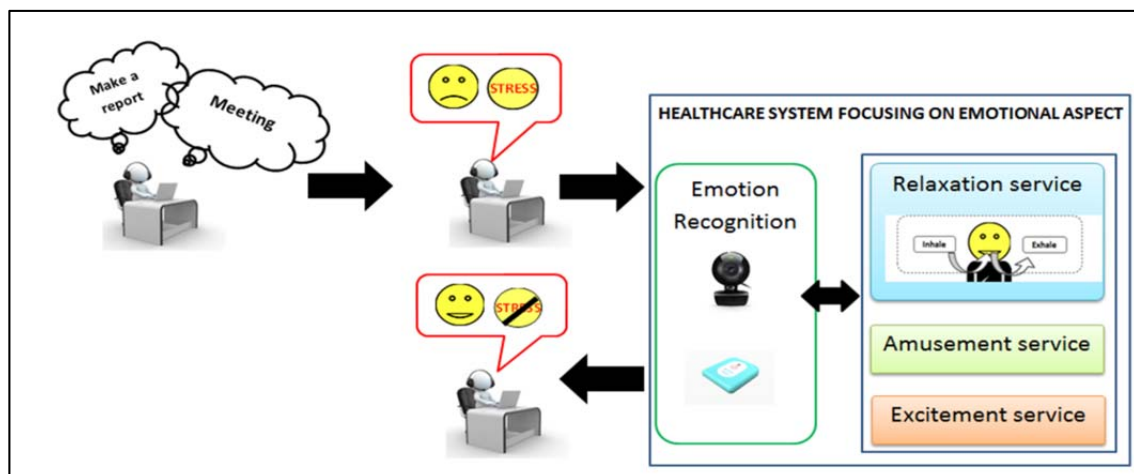 Make a
report
Meeting
STRESS
HEALTHCARE SYSTEM FOCUSING ON EMOTIONAL ASPECT
Emotion
Recognition
Relaxation service
Inhale
Exhale
STRESS
Amusement service
Excitement service